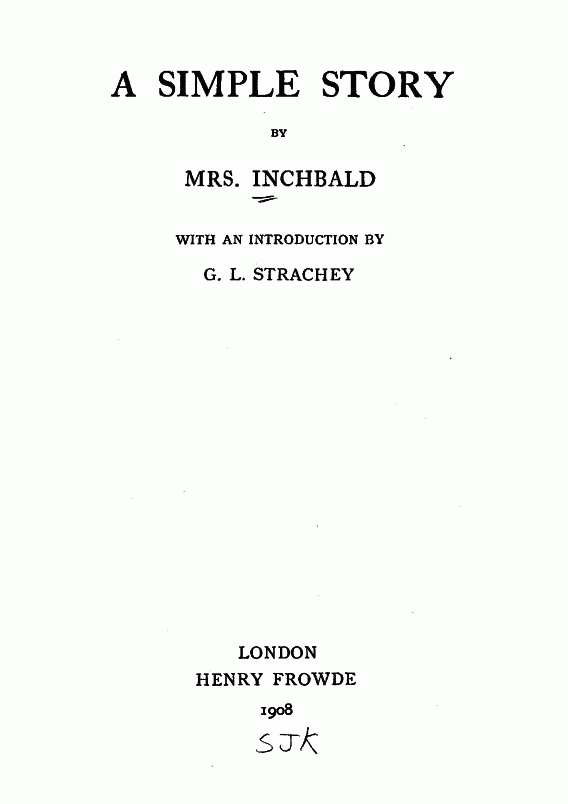 A SIMPLE STORY
BY
MRS. INCHBALD
WITH AN INTRODUCTION BY
G. L. STRACHEY
LONDON
HENRY FROWDE
1908
SJK